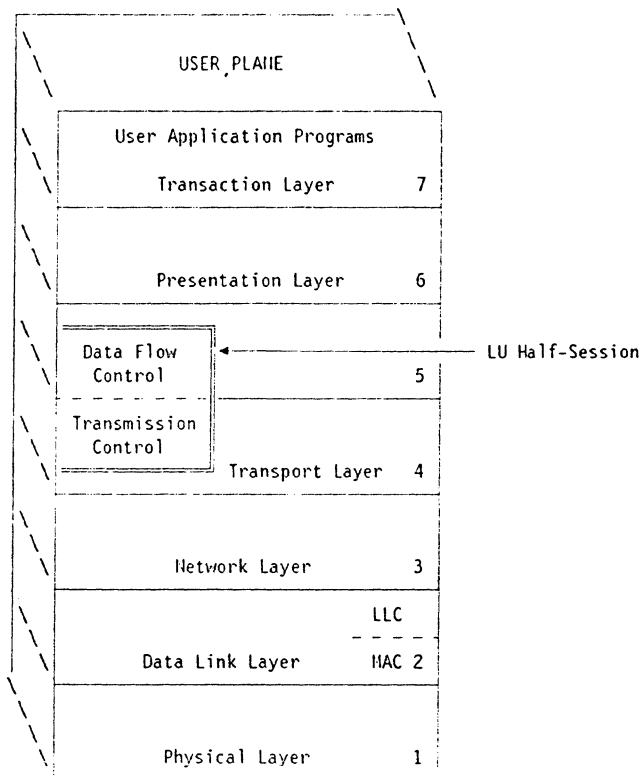 USER PLANE
User Application Programs
Transaction Layer 7
Presentation Layer 6
Data Flow
Control
LU Half-Session
5
Transmission
Control
Transport Layer 4
Network Layer 3
LLC
Data Link Layer MAC 2
Physical Layer 1